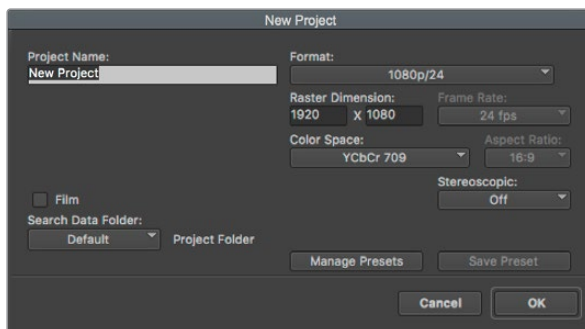 New Project
Project Name:
New Project
Format:
1080p/24
Raster Dimension:
1920 X 1080
Frame Rate:
24 fps
Color Space:
YCbCr 709
Aspect Ratio:
16:9
Stereoscopic:
Off
Film
Search Data Folder:
Default Project Folder
Manage Presets Save Preset
Cancel OK